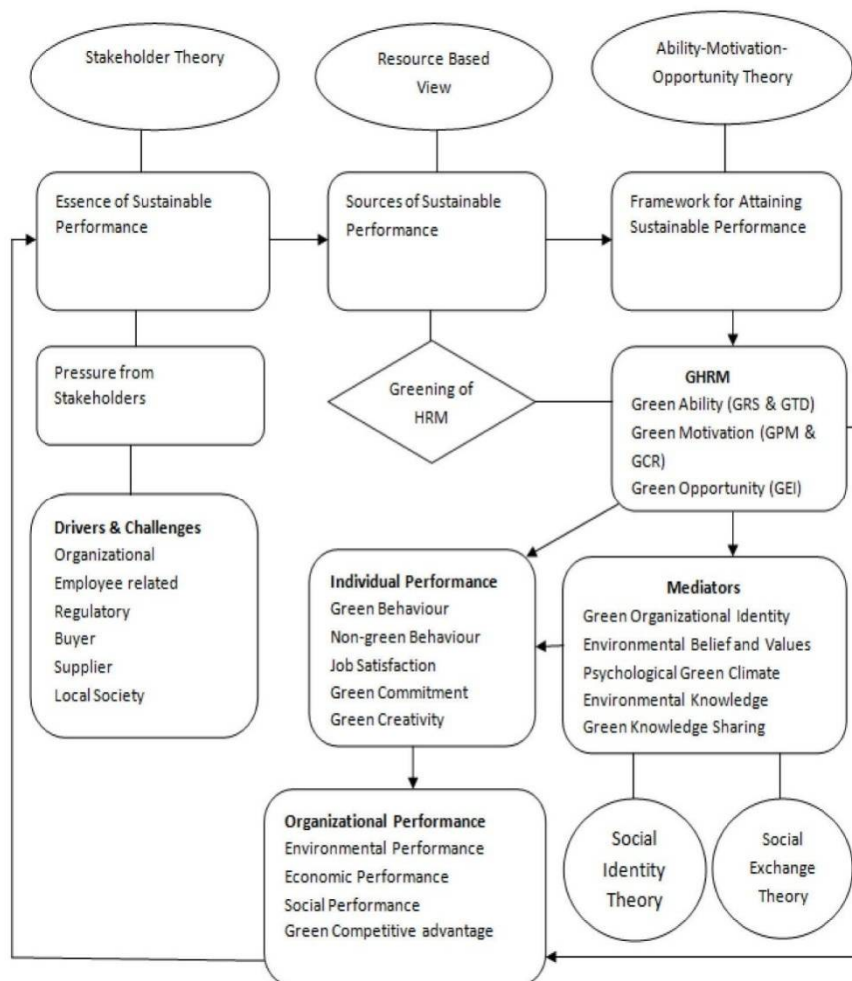 Stakeholder Theory
Resource Based
View
Ability-Motivation-
Opportunity Theory
Essence of Sustainable
Performance
Sources of Sustainable
Performance
Framework for Attaining
Sustainable Performance
Pressure from
Stakeholders
Greening of
HRM
GHRM
Green Ability (GRS & GTD)
Green Motivation (GPM &
GCR)
Green Opportunity (GEI)
Drivers & Challenges
Organizational
Employee related
Regulatory
Buyer
Supplier
Local Society
Individual Performance
Green Behaviour
Non-green Behaviour
Job Satisfaction
Green Commitment
Green Creativity
Mediators
Green Organizational Identity
Environmental Belief and Values
Psychological Green Climate
Environmental Knowledge
Green Knowledge Sharing
Organizational Performance
Environmental Performance
Economic Performance
Social Performance
Green Competitive advantage
Social
Identity
Theory
Social
Exchange
Theory